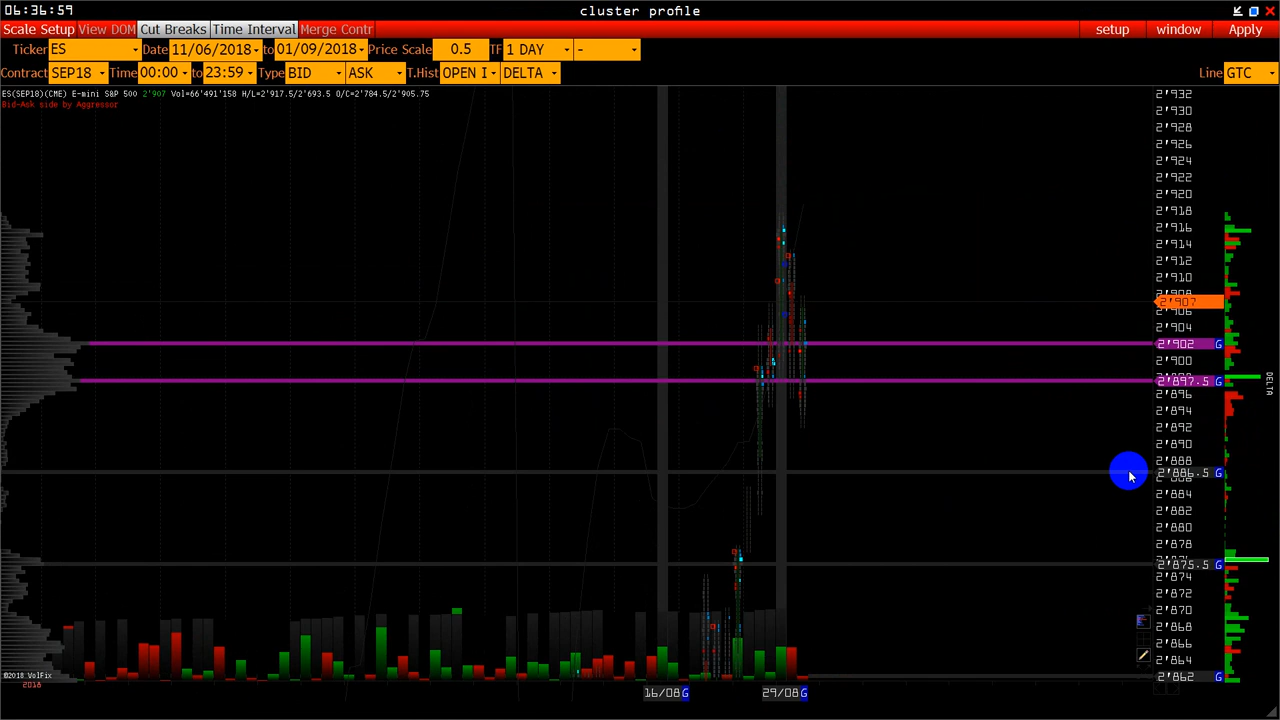 06:36:59
cluster profile
Scale Setup View DOM Cut Breaks Time Interval Merge Contr setup window Apply
Ticker ES Date 11/06/2018 to 01/09/2018 Price Scale 0.5 TF 1 DAY -
Contract SEP18 Time 00:00 to 23:59 Type BID ASK T.Hist OPEN I DELTA Line GTC
ES(SEP18)(CME) E-mini S&P 500 2'907 Vol=66'491'158 H/L=2'917.5/2'693.5 O/C=2'784.5/2'905.75
Bid-Ask side by Aggressor
2'932
2'930
2'928
2'926
2'924
2'922
2'920
2'918
2'916
2'914
2'912
2'910
2'908
2'907
2'906
2'904
2'902 G
2'900
2'897.5 G
2'896
DELTA
2'894
2'892
2'890
2'888
2'886.5 G
2'884
2'882
2'880
2'878
2'875.5 G
2'874
2'872
2'870
2'868
2'866
2'864
©2018 VolFix
2'862 G
2018
16/08 G 29/08 G